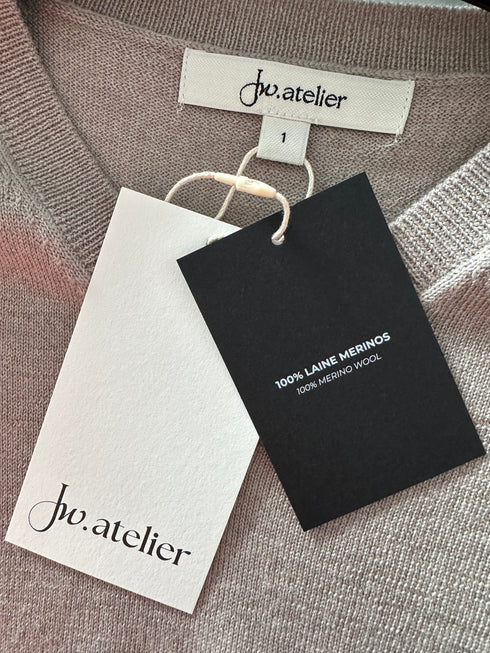 Jw.atelier
1
100% LAINE MERINOS
100% MERINO WOOL
Jw.atelier